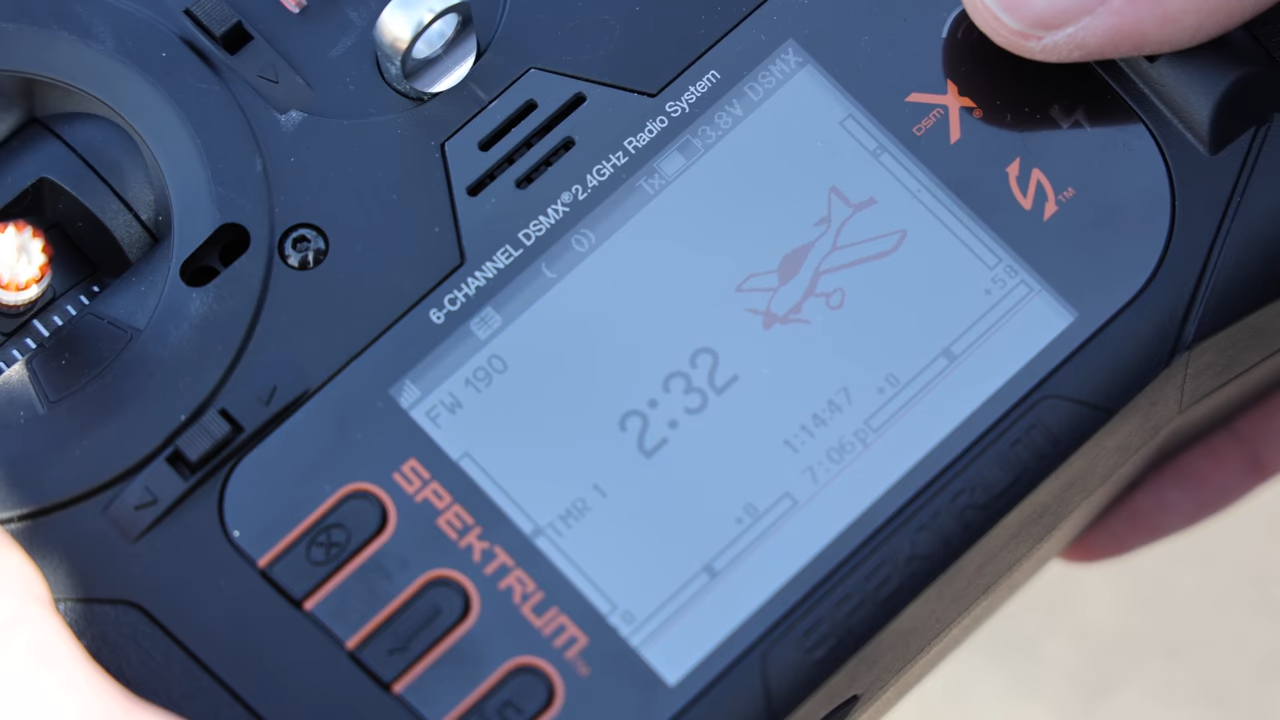 6-CHANNEL DSMX® 2.4GHz Radio System
Tx 3.8V DSMX
FW 190
2:32
TMR 1
1:14:47
7:06p
+0
+0
+58
0
SPEKTRUM
DSM X®